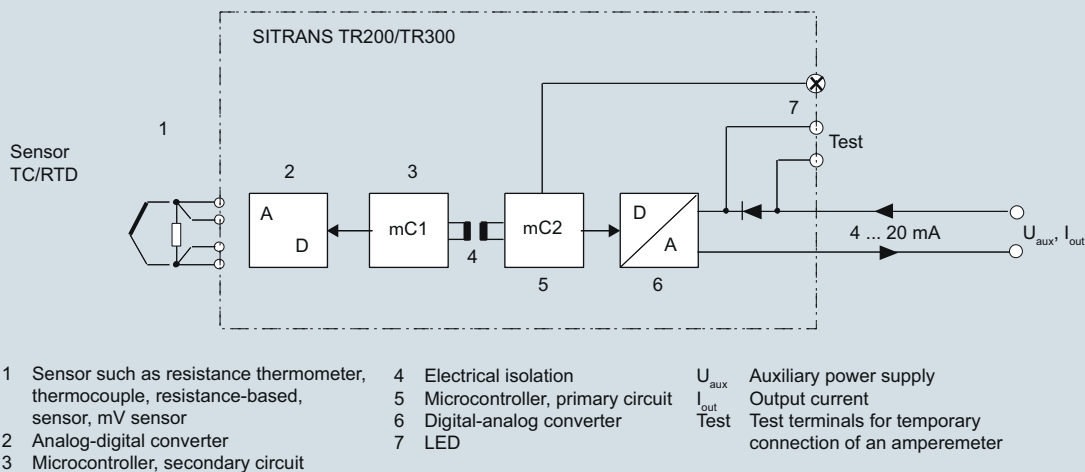 SITRANS TR200/TR300
7
1
Test
Sensor
TC/RTD
2
3
A
D
mC1
mC2
D
A
4 ... 20 mA
U_aux, I_out
4
5
6
1 Sensor such as resistance thermometer,
thermocouple, resistance-based,
sensor, mV sensor
2 Analog-digital converter
3 Microcontroller, secondary circuit
4 Electrical isolation
5 Microcontroller, primary circuit
6 Digital-analog converter
7 LED
U_aux Auxiliary power supply
I_out Output current
Test Test terminals for temporary
connection of an amperemeter